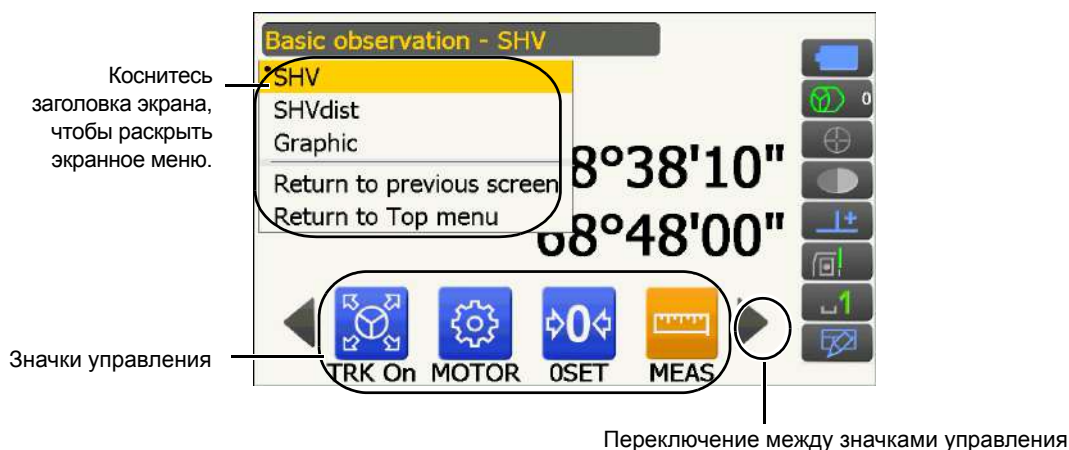 Basic observation - SHV
Коснитесь
заголовка экрана,
чтобы раскрыть
экранное меню.
SHV
SHVdist
Graphic
Return to previous screen
Return to Top menu
8°38'10"
68°48'00"
0
1
Значки управления
0
TRK On MOTOR 0SET MEAS
Переключение между значками управления